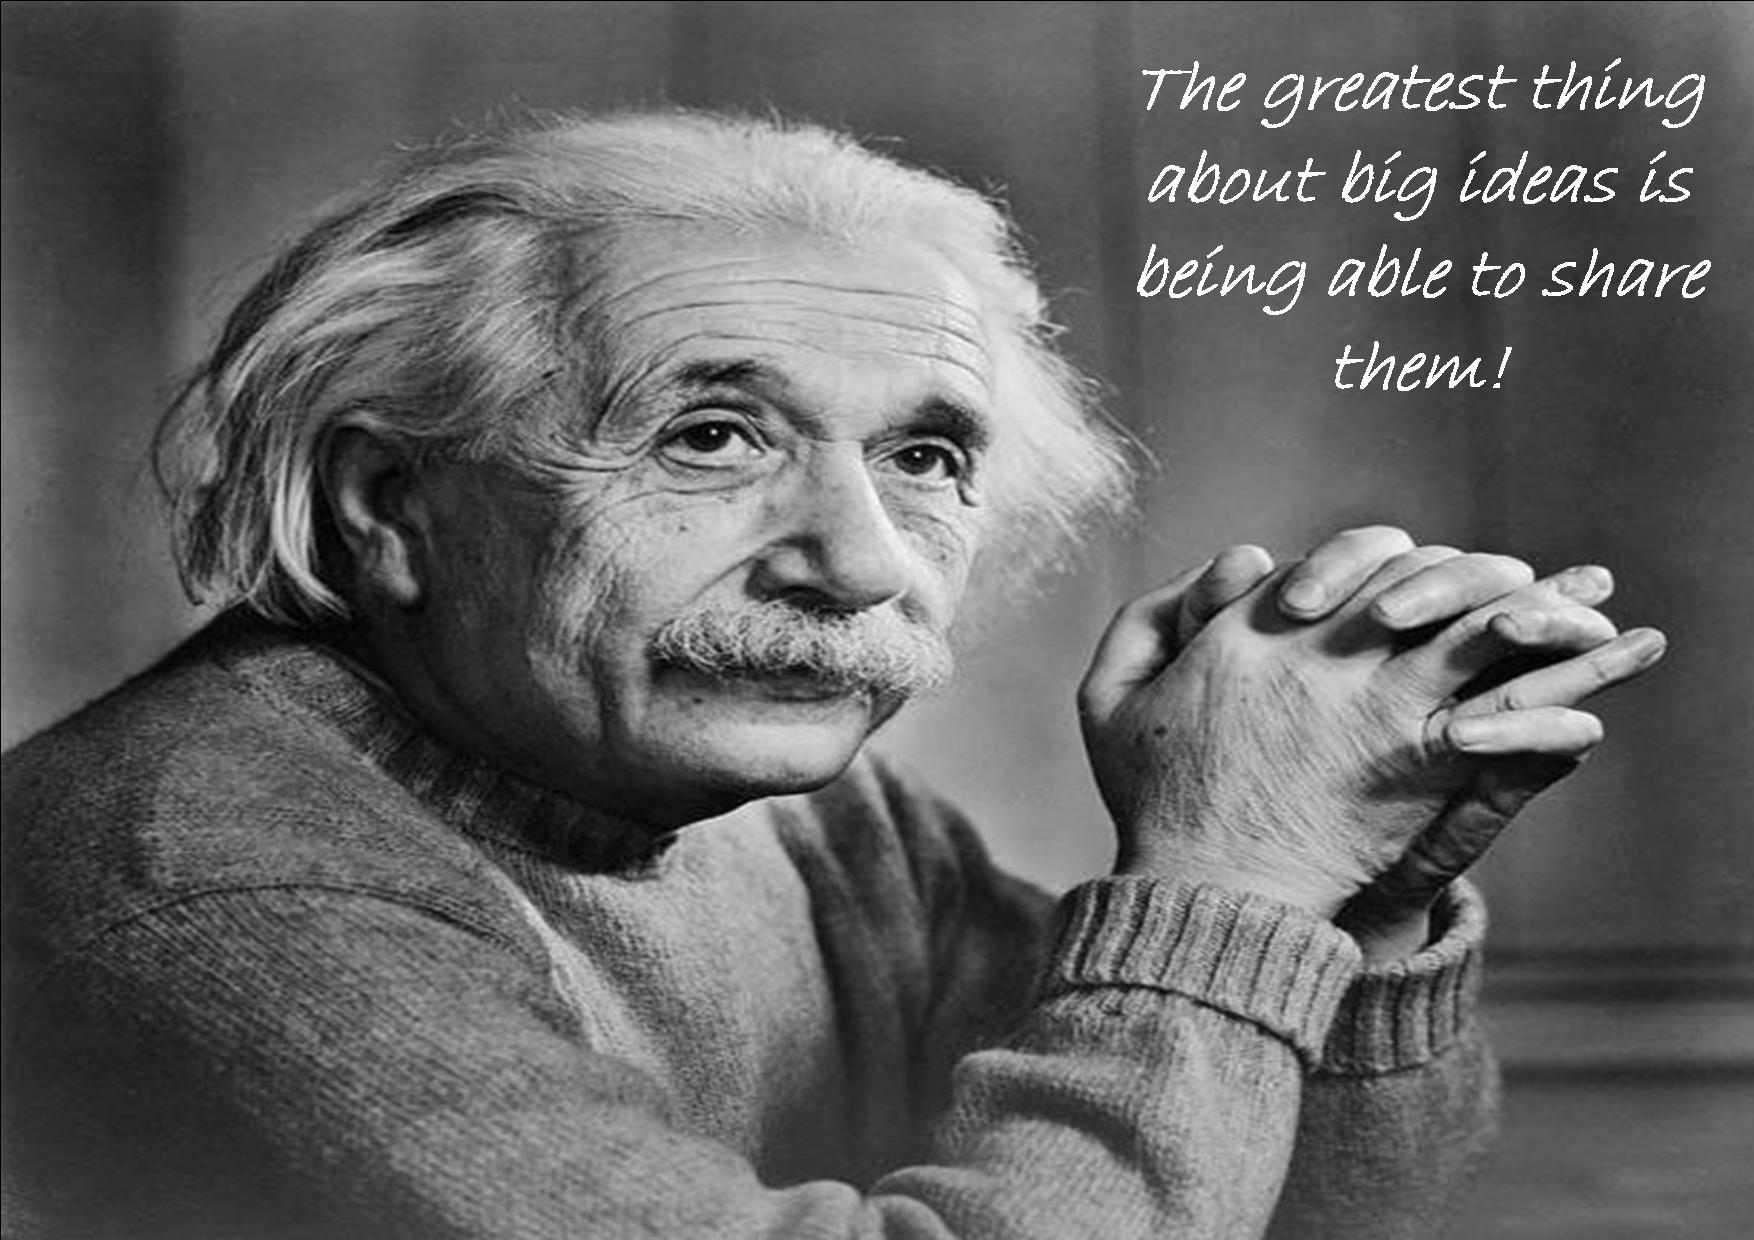 The greatest thing
about big ideas is
being able to share
them!